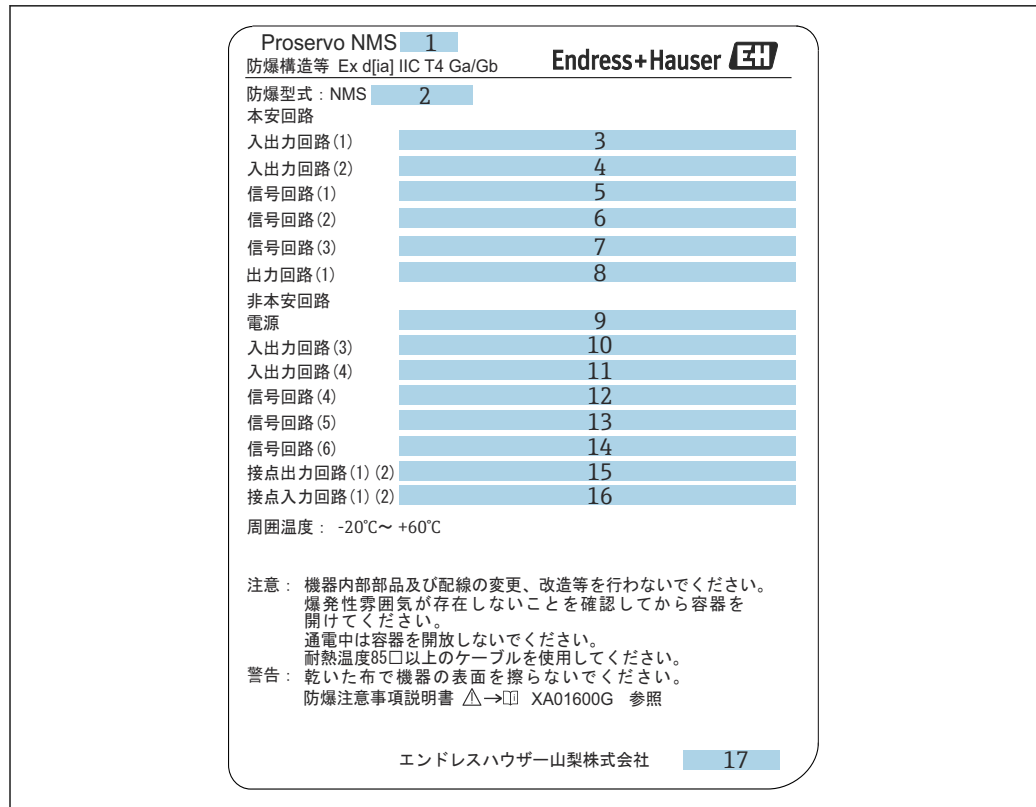 Proservo NMS 1
防爆構造等 Ex d[ia] IIC T4 Ga/Gb
Endress+Hauser EH
防爆型式：NMS 2
本安回路
入出力回路(1) 3
入出力回路(2) 4
信号回路(1) 5
信号回路(2) 6
信号回路(3) 7
出力回路(1) 8
非本安回路
電源 9
入出力回路(3) 10
入出力回路(4) 11
信号回路(4) 12
信号回路(5) 13
信号回路(6) 14
接点出力回路(1)(2) 15
接点入力回路(1)(2) 16
周囲温度： -20℃～ +60℃
注意： 機器内部部品及び配線の変更、改造等を行わないでください。
爆発性雰囲気が存在しないことを確認してから容器を
開けてください。
通電中は容器を開放しないでください。
耐熱温度85□以上のケーブルを使用してください。
警告： 乾いた布で機器の表面を擦らないでください。
防爆注意事項説明書 ⚠→ XA01600G 参照
エンドレスハウザー山梨株式会社 17